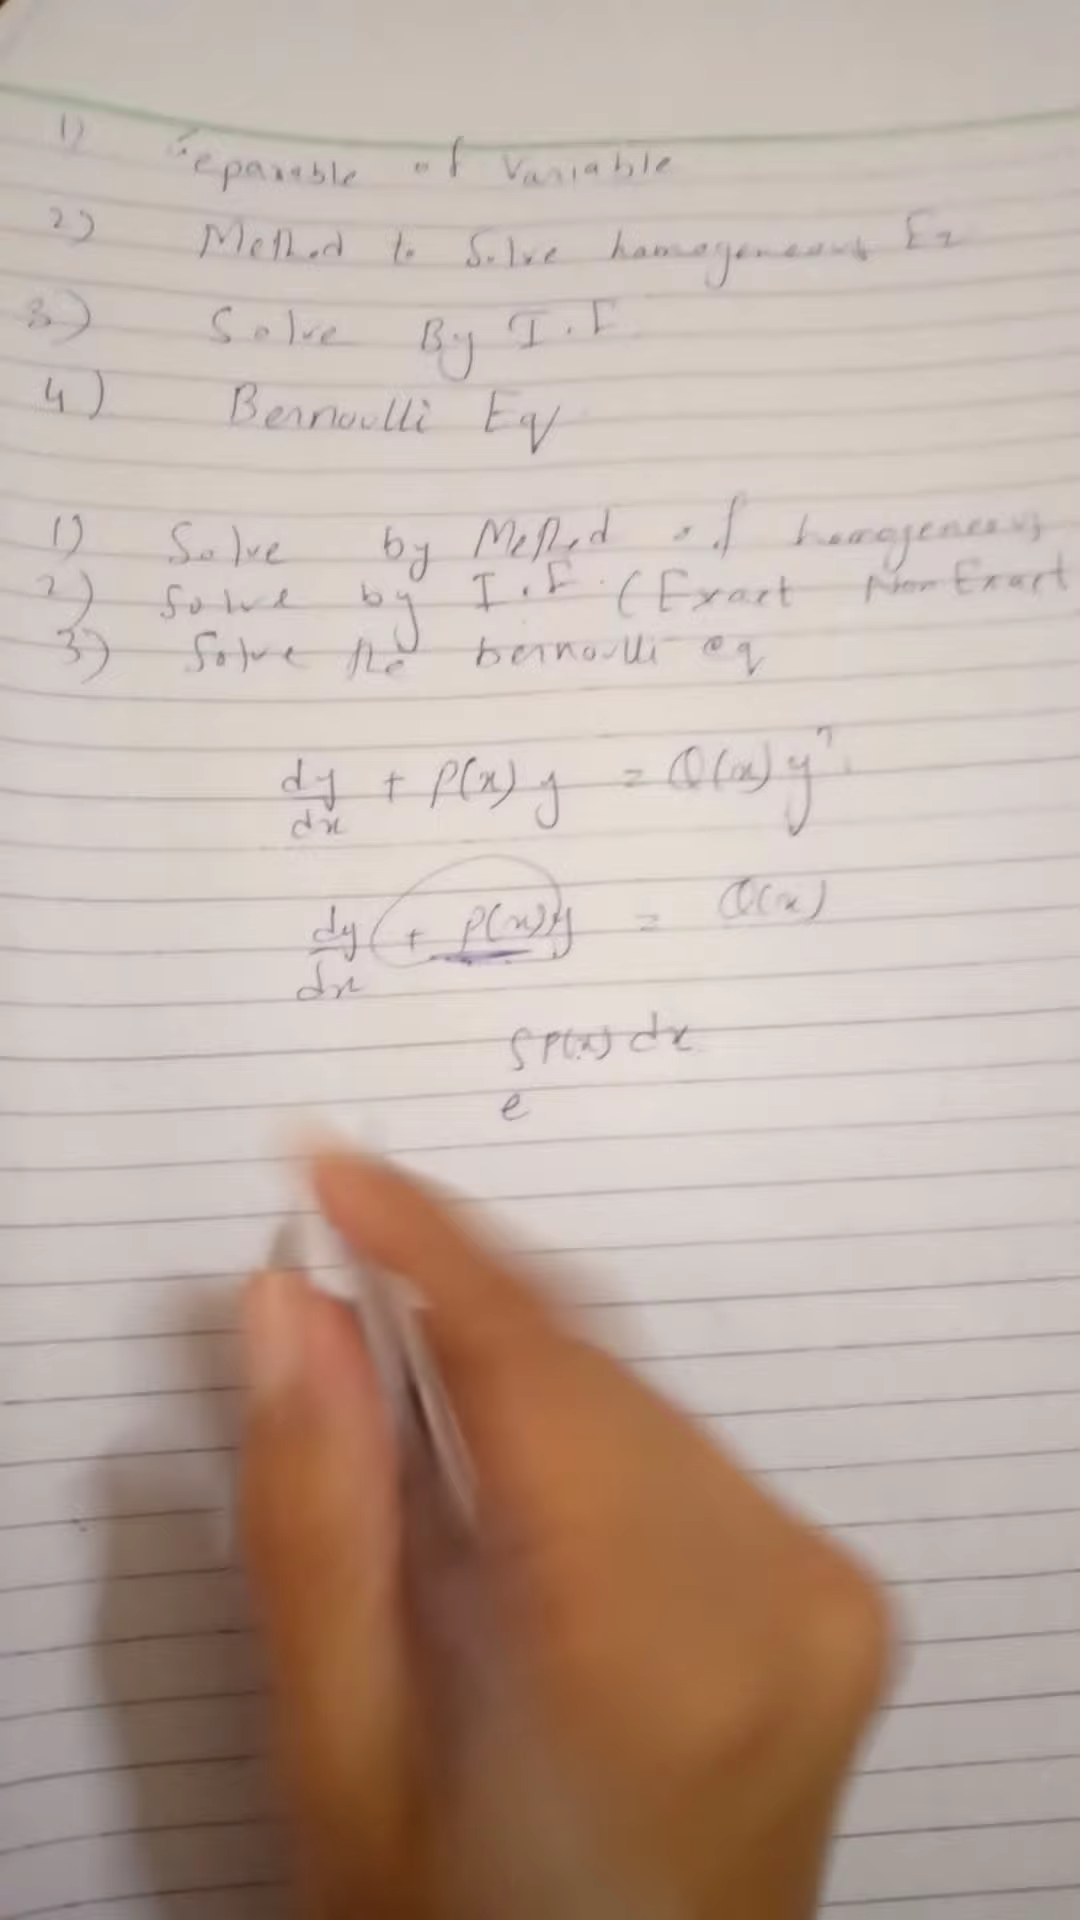 1) Separable of Variable
2) Method to Solve homogeneous Eq
3) Solve By I.F
4) Bernoulli Eq
1) Solve by Method of homogeneous
2) Solve by I.F. (Exact Non Exact
3) Solve the bernoulli eq
dy/dx + P(x) y = Q(x) yⁿ
dy/dx + P(x)y = Q(x)
∫P(x) dx
e